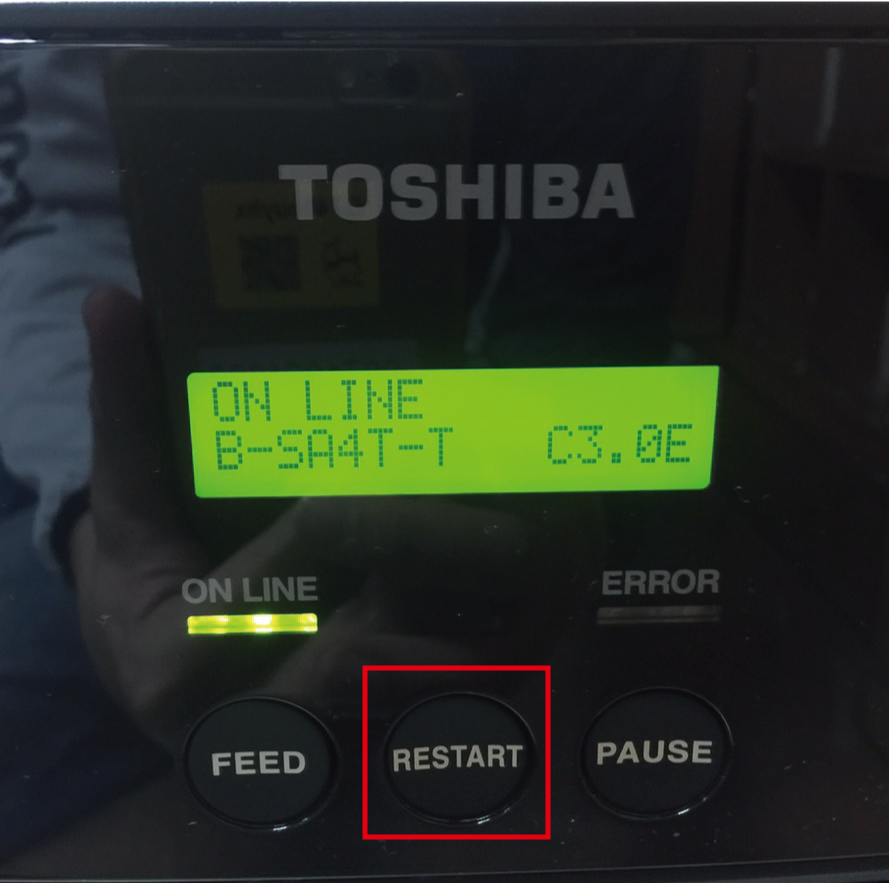 TOSHIBA
ON LINE
B-SA4T-T C3.0E
ON LINE ERROR
FEED RESTART PAUSE